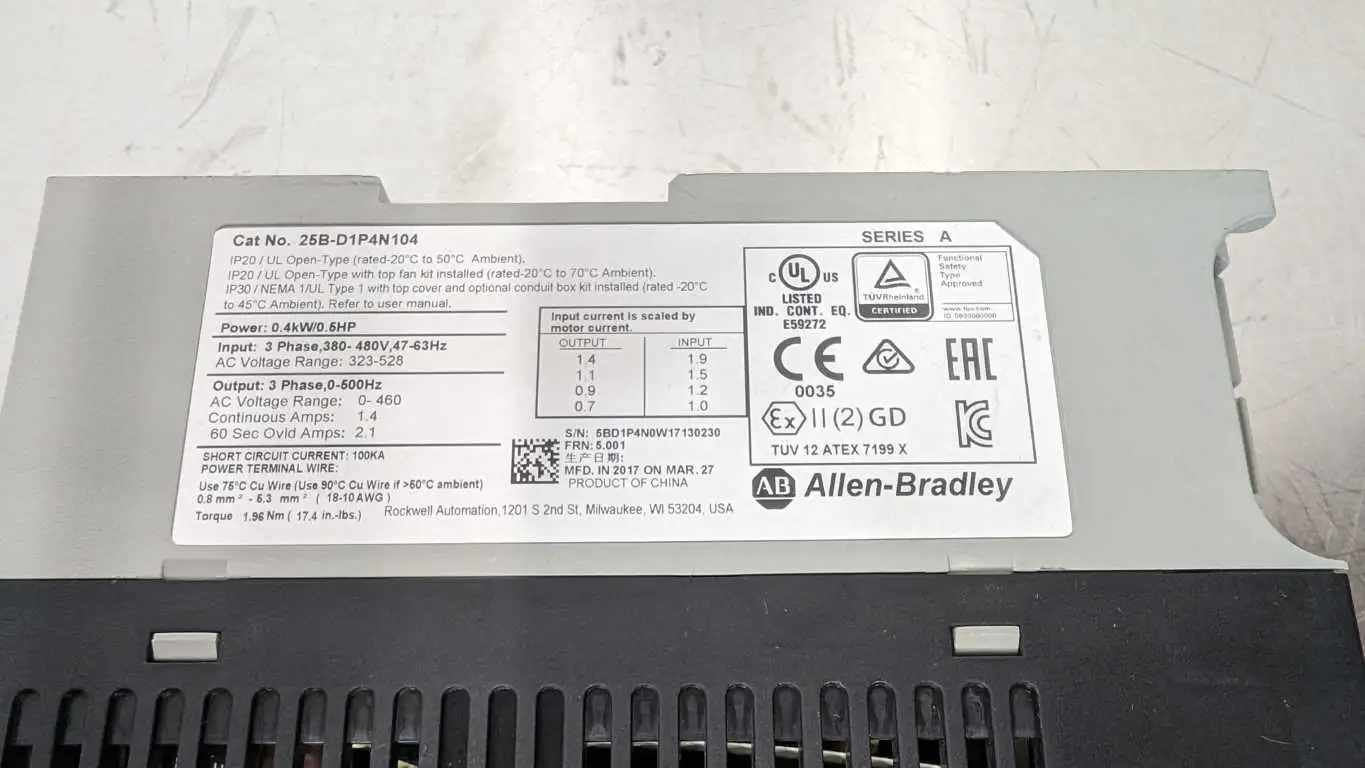 Cat No. 25B-D1P4N104
SERIES A
IP20 / UL Open-Type (rated-20°C to 50°C Ambient).
IP20 / UL Open-Type with top fan kit installed (rated-20°C to 70°C Ambient).
IP30 / NEMA 1/UL Type 1 with top cover and optional conduit box kit installed (rated -20°C
to 45°C Ambient). Refer to user manual.
Power: 0.4kW/0.5HP
Input: 3 Phase,380- 480V,47-63Hz
AC Voltage Range: 323-528
Output: 3 Phase,0-500Hz
AC Voltage Range: 0- 460
Continuous Amps: 1.4
60 Sec Ovld Amps: 2.1
SHORT CIRCUIT CURRENT: 100KA
POWER TERMINAL WIRE:
Use 75°C Cu Wire (Use 90°C Cu Wire if >50°C ambient)
0.8 mm² - 5.3 mm² ( 18-10AWG )
Torque 1.96 Nm ( 17.4 in.-lbs.)
Input current is scaled by
motor current.
OUTPUT INPUT
1.4 1.9
1.1 1.5
0.9 1.2
0.7 1.0
S/N: 5BD1P4N0W17130230
FRN: 5.001
生产日期:
MFD. IN 2017 ON MAR. 27
PRODUCT OF CHINA
Rockwell Automation,1201 S 2nd St, Milwaukee, WI 53204, USA
C UL US
LISTED
IND. CONT. EQ.
E59272
TÜVRheinland
CERTIFIED
Functional
Safety
Type
Approved
www.tuv.com
CE
0035
EAC
Ex II (2) GD
TUV 12 ATEX 7199 X
AB Allen-Bradley